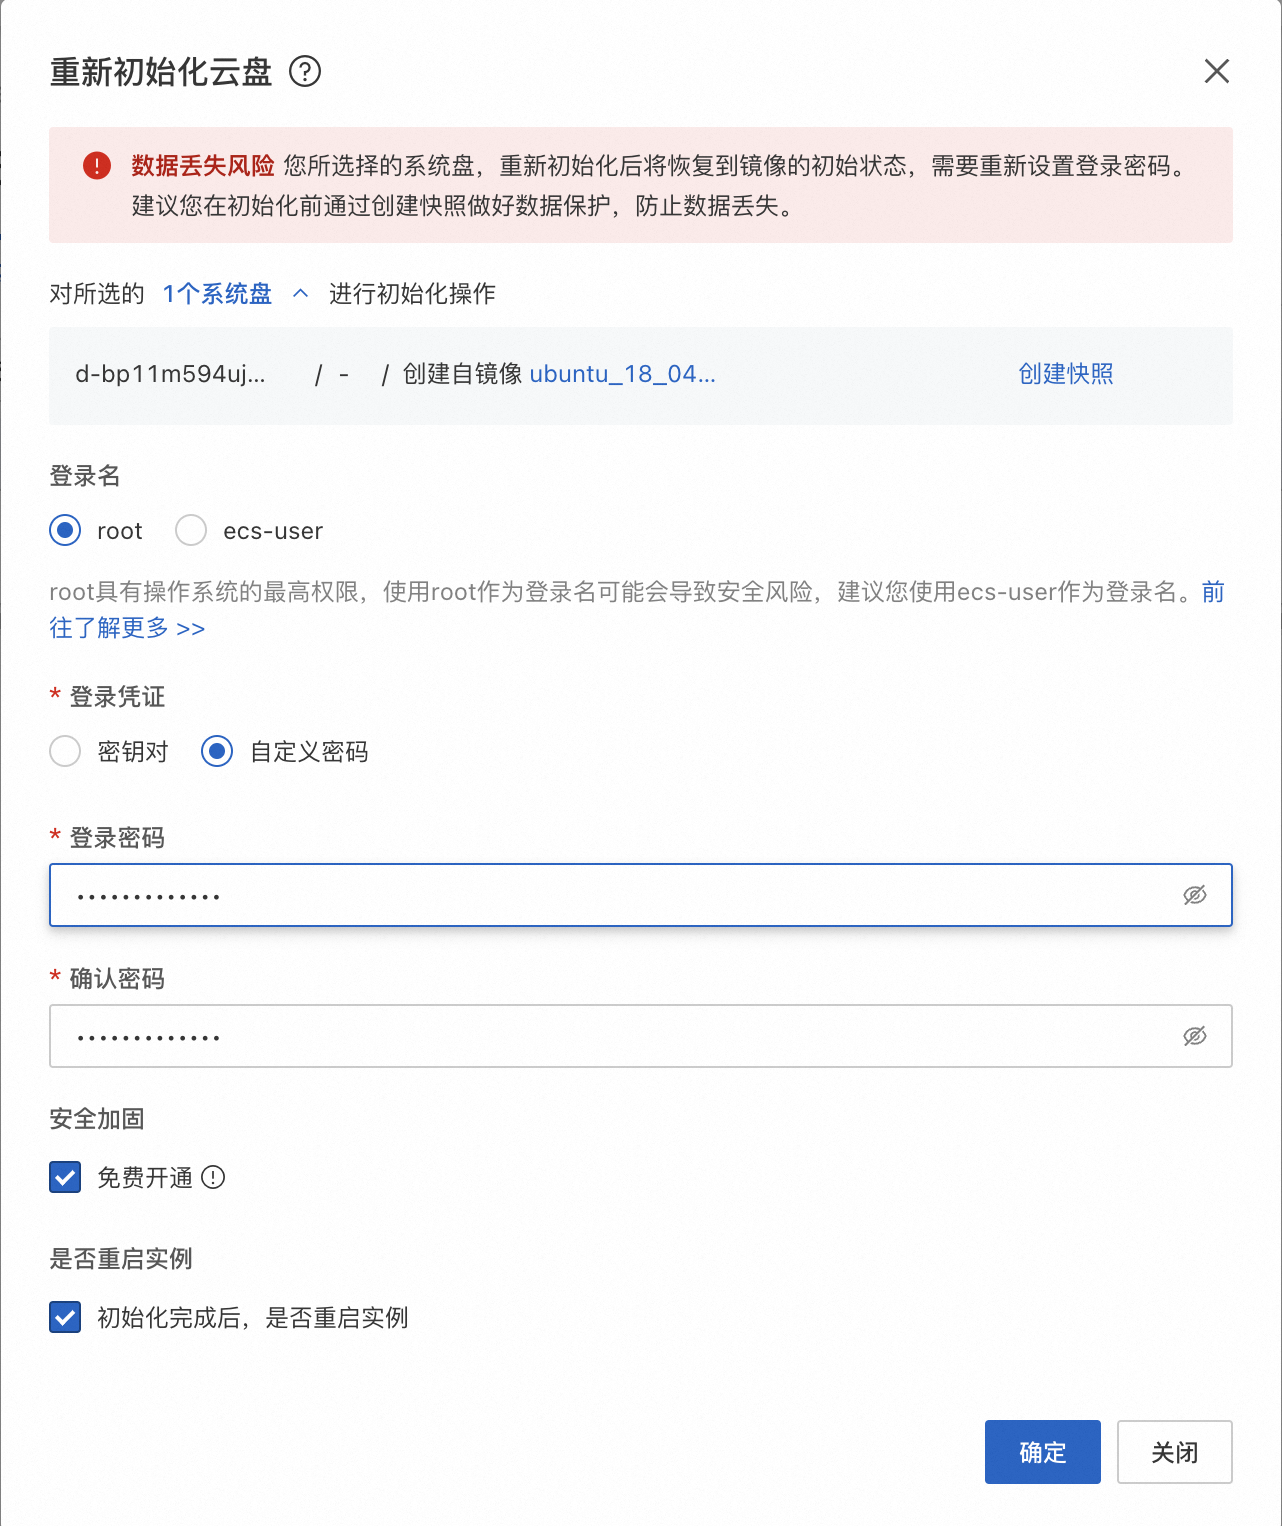 重新初始化云盘
数据丢失风险 您所选择的系统盘，重新初始化后将恢复到镜像的初始状态，需要重新设置登录密码。
建议您在初始化前通过创建快照做好数据保护，防止数据丢失。
对所选的 1个系统盘 进行初始化操作
d-bp11m594uj... / - / 创建自镜像 ubuntu_18_04... 创建快照
登录名
root ecs-user
root具有操作系统的最高权限，使用root作为登录名可能会导致安全风险，建议您使用ecs-user作为登录名。前
往了解更多 >>
* 登录凭证
密钥对 自定义密码
* 登录密码
•••••••••••••
* 确认密码
•••••••••••••
安全加固
免费开通
是否重启实例
初始化完成后，是否重启实例
确定 关闭